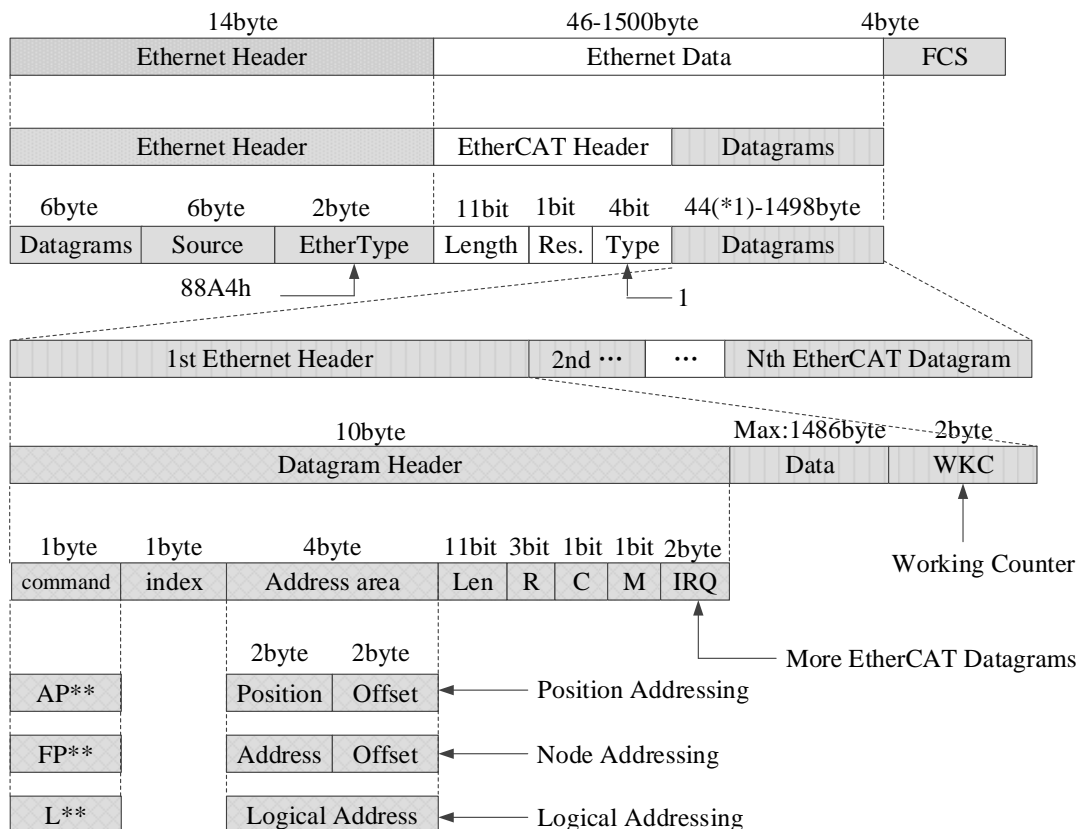 14byte 46-1500byte 4byte
Ethernet Header Ethernet Data FCS
Ethernet Header EtherCAT Header Datagrams
6byte 6byte 2byte 11bit 1bit 4bit 44(*1)-1498byte
Datagrams Source EtherType Length Res. Type Datagrams
88A4h 1
1st Ethernet Header 2nd ··· ··· Nth EtherCAT Datagram
10byte Max:1486byte 2byte
Datagram Header Data WKC
1byte 1byte 4byte 11bit 3bit 1bit 1bit 2byte
Working Counter
command index Address area Len R C M IRQ
2byte 2byte
More EtherCAT Datagrams
AP** Position Offset Position Addressing
FP** Address Offset Node Addressing
L** Logical Address Logical Addressing